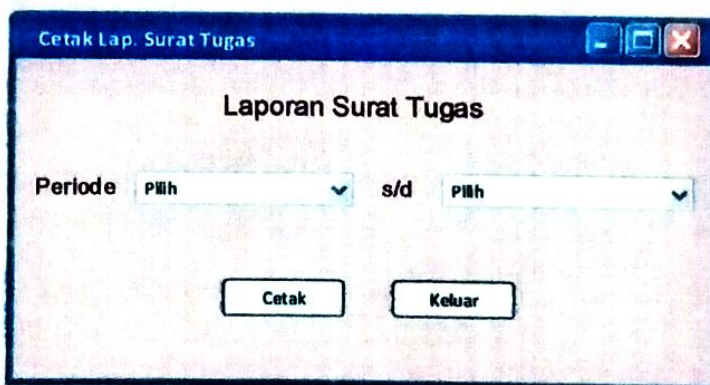 Cetak Lap. Surat Tugas
Laporan Surat Tugas
Periode Pilih s/d Pilih
Cetak Keluar